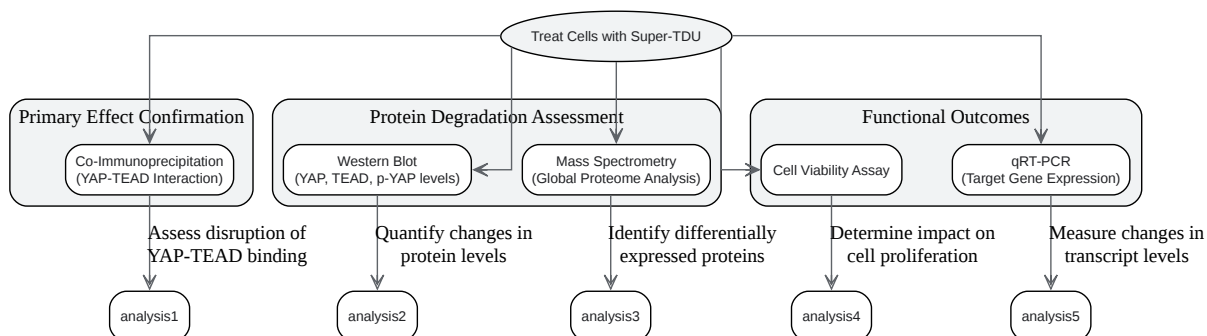 Treat Cells with Super-TDU
Primary Effect Confirmation
Protein Degradation Assessment
Functional Outcomes
Co-Immunoprecipitation
(YAP-TEAD Interaction)
Western Blot
(YAP, TEAD, p-YAP levels)
Mass Spectrometry
(Global Proteome Analysis)
Cell Viability Assay
qRT-PCR
(Target Gene Expression)
Assess disruption of
YAP-TEAD binding
Quantify changes in
protein levels
Identify differentially
expressed proteins
Determine impact on
cell proliferation
Measure changes in
transcript levels
analysis1
analysis2
analysis3
analysis4
analysis5